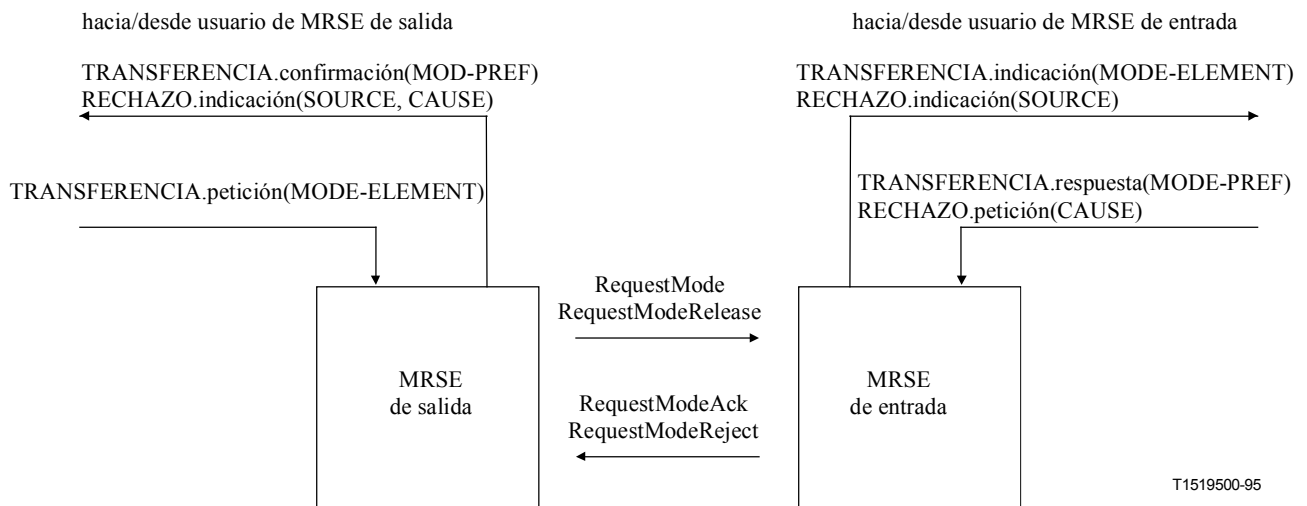 hacia/desde usuario de MRSE de salida
hacia/desde usuario de MRSE de entrada
TRANSFERENCIA.confirmación(MOD-PREF)
RECHAZO.indicación(SOURCE, CAUSE)
TRANSFERENCIA.indicación(MODE-ELEMENT)
RECHAZO.indicación(SOURCE)
TRANSFERENCIA.petición(MODE-ELEMENT)
TRANSFERENCIA.respuesta(MODE-PREF)
RECHAZO.petición(CAUSE)
RequestMode
RequestModeRelease
MRSE
de salida
RequestModeAck
RequestModeReject
MRSE
de entrada
T1519500-95